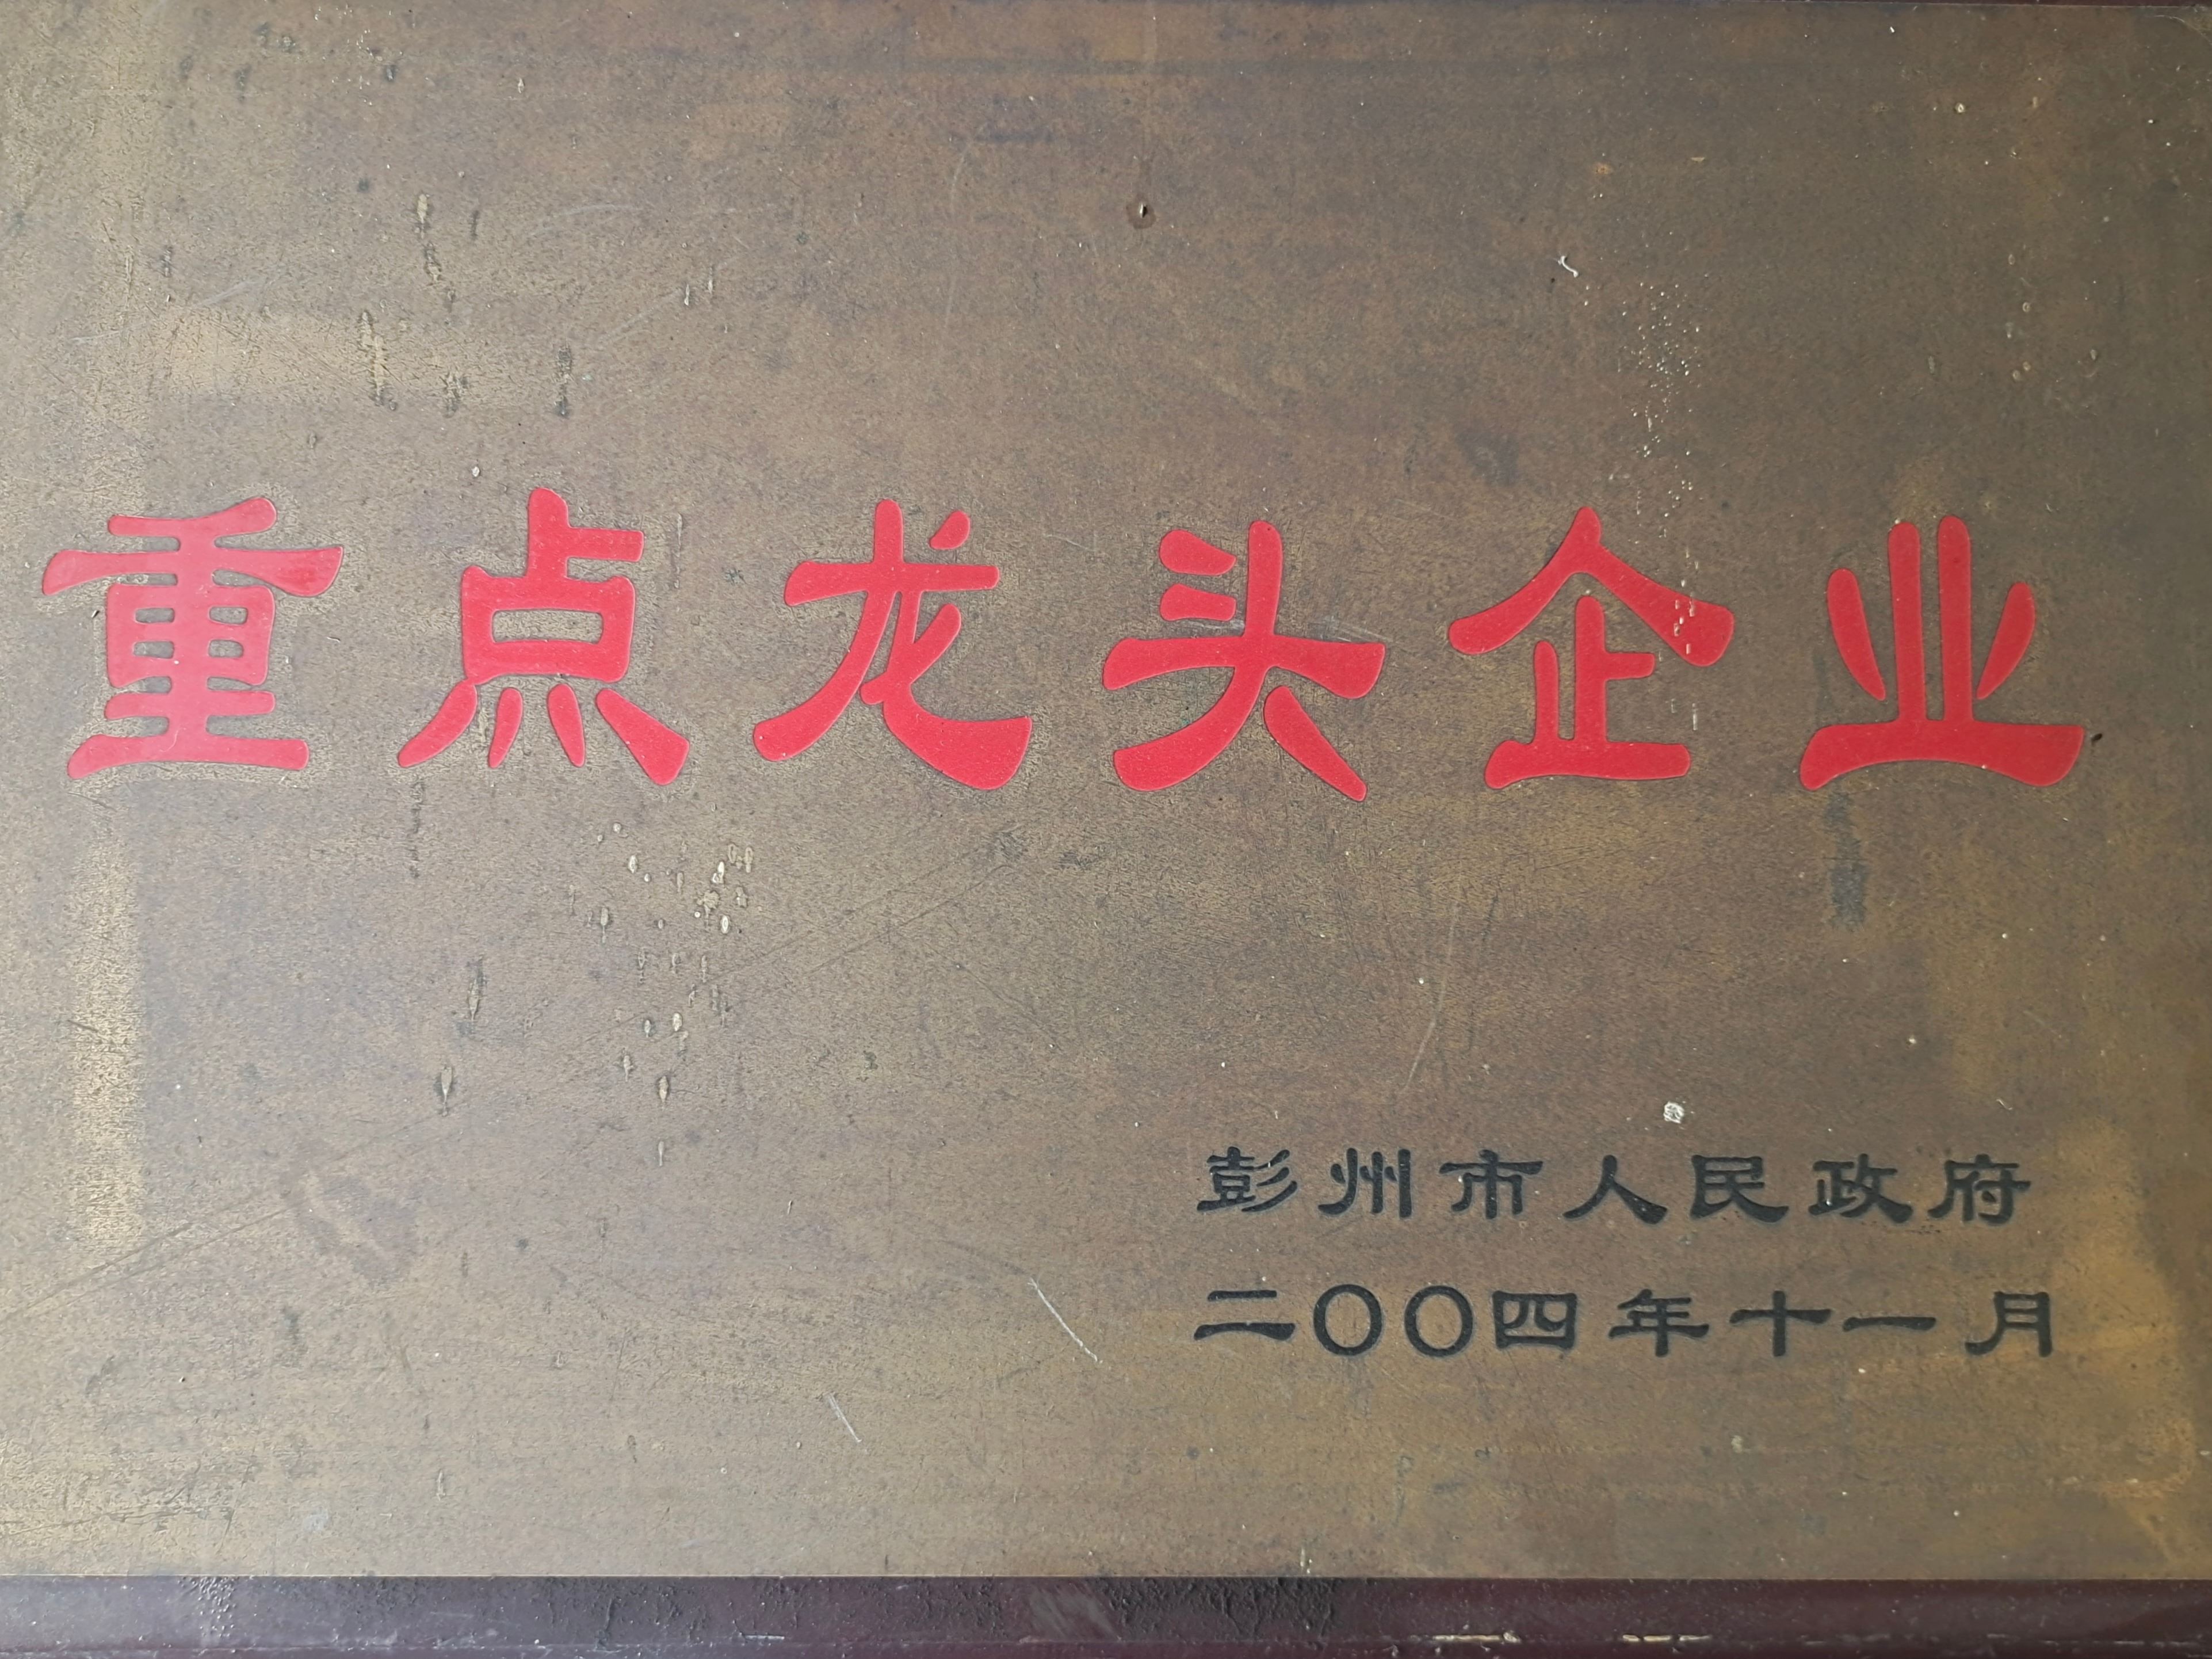 重点龙头企业
彭州市人民政府
二〇〇四年十一月